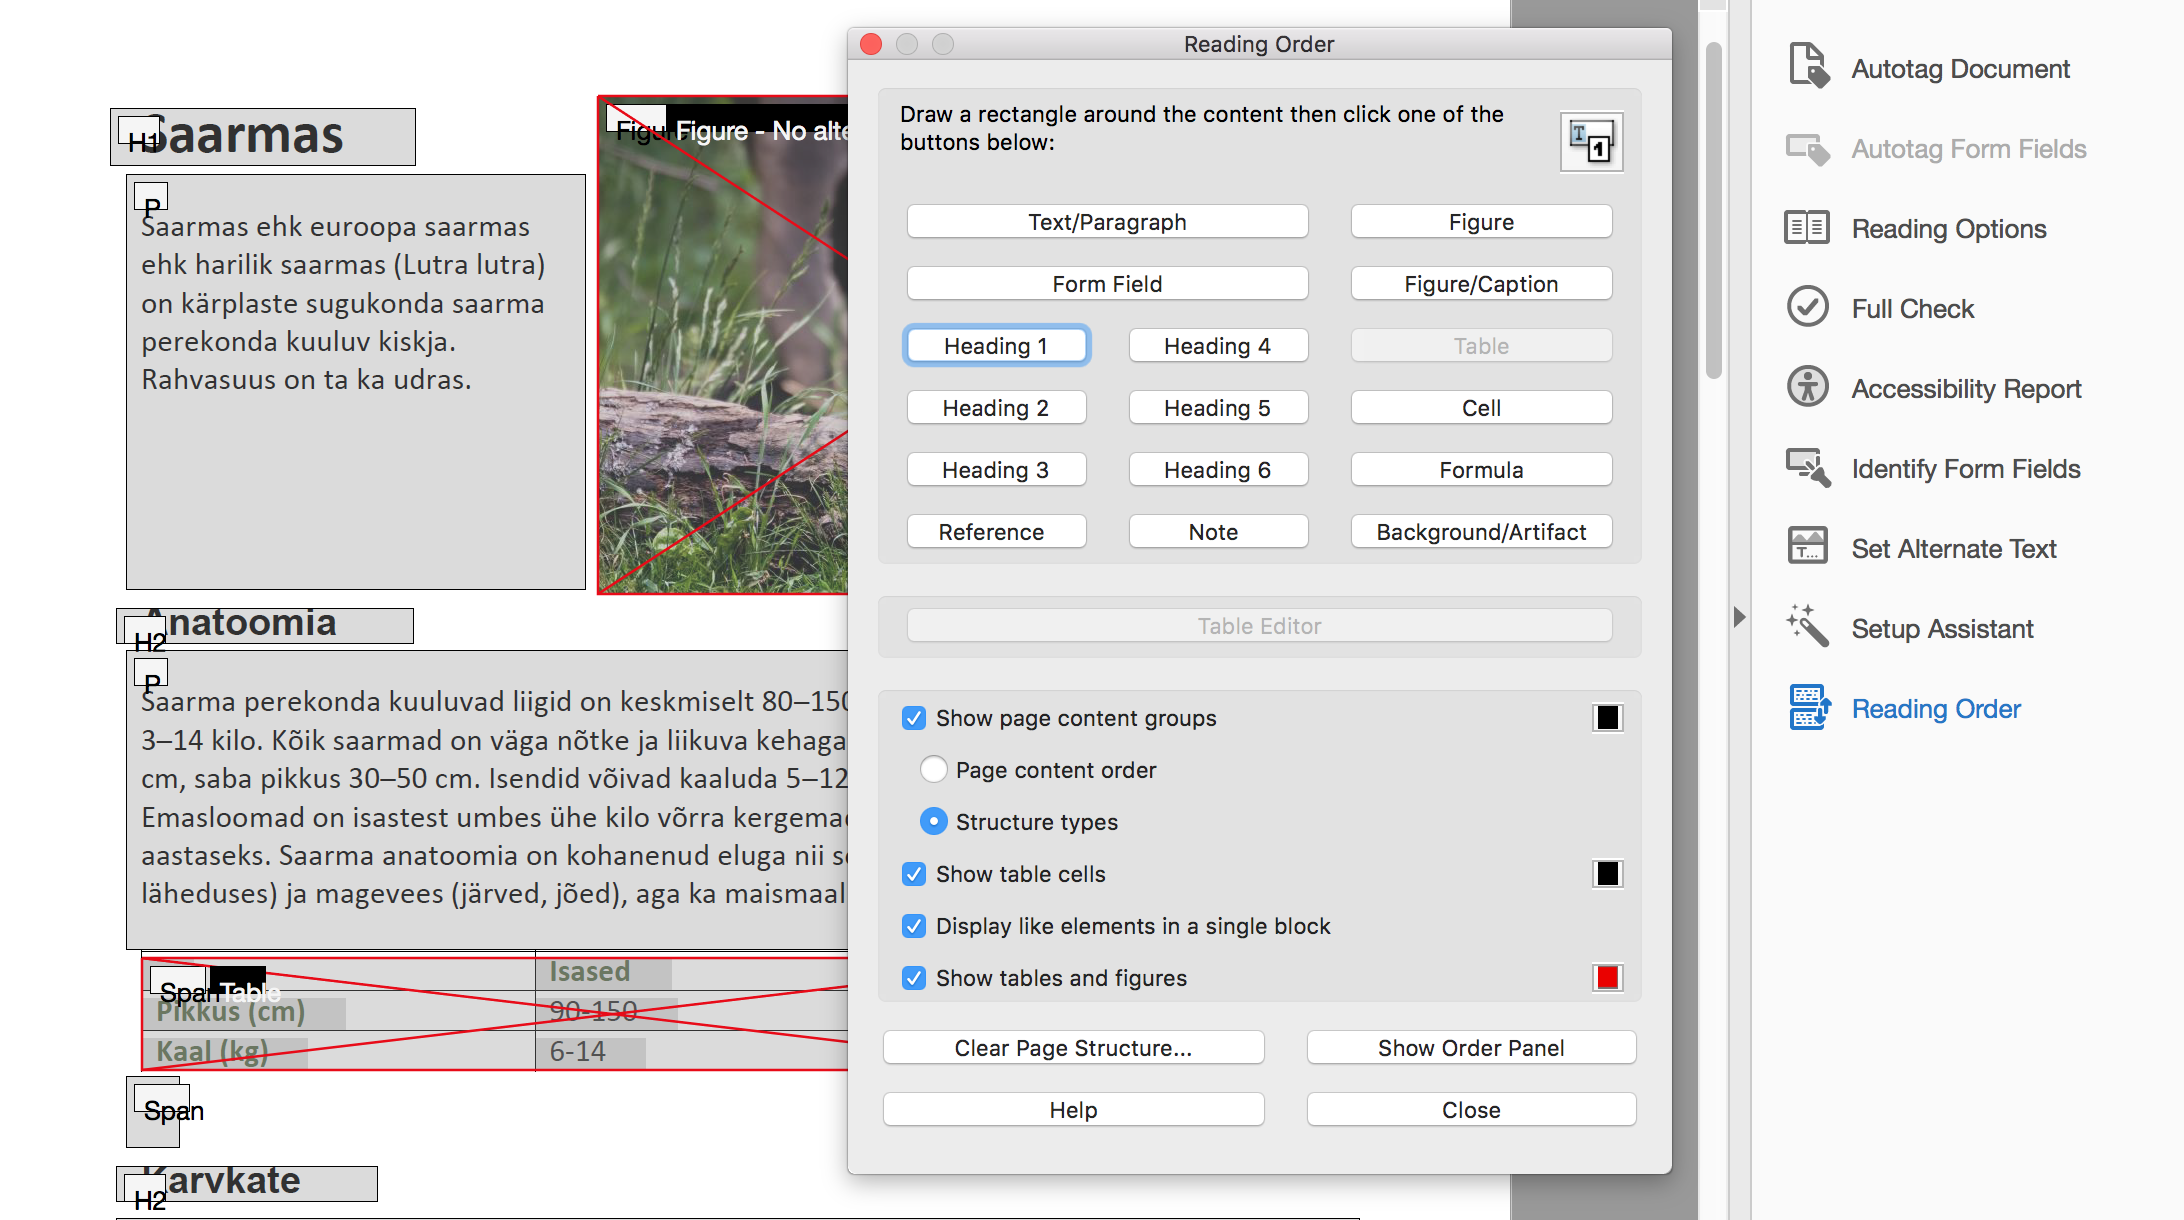 H1
Saarmas
P
Saarmas ehk euroopa saarmas
ehk harilik saarmas (Lutra lutra)
on kärplaste sugukonda saarma
perekonda kuuluv kiskja.
Rahvasuus on ta ka udras.
Figure
Figure - No alte
H2
Anatoomia
P
Saarma perekonda kuuluvad liigid on keskmiselt 80–150
3–14 kilo. Kõik saarmad on väga nõtke ja liikuva kehaga
cm, saba pikkus 30–50 cm. Isendid võivad kaaluda 5–12
Emasloomad on isastest umbes ühe kilo võrra kergemad
aastaseks. Saarma anatoomia on kohanenud eluga nii
läheduses) ja magevees (järved, jõed), aga ka maismaal
Span
Table
Isased
Pikkus (cm)
90-150
Kaal (kg)
6-14
Span
H2
Karvkate
Reading Order
Draw a rectangle around the content then click one of the
buttons below:
T
1
Text/Paragraph
Figure
Form Field
Figure/Caption
Heading 1
Heading 4
Table
Heading 2
Heading 5
Cell
Heading 3
Heading 6
Formula
Reference
Note
Background/Artifact
Table Editor
Show page content groups
Page content order
Structure types
Show table cells
Display like elements in a single block
Show tables and figures
Clear Page Structure...
Show Order Panel
Help
Close
Autotag Document
Autotag Form Fields
Reading Options
Full Check
Accessibility Report
Identify Form Fields
T...
Set Alternate Text
Setup Assistant
Reading Order